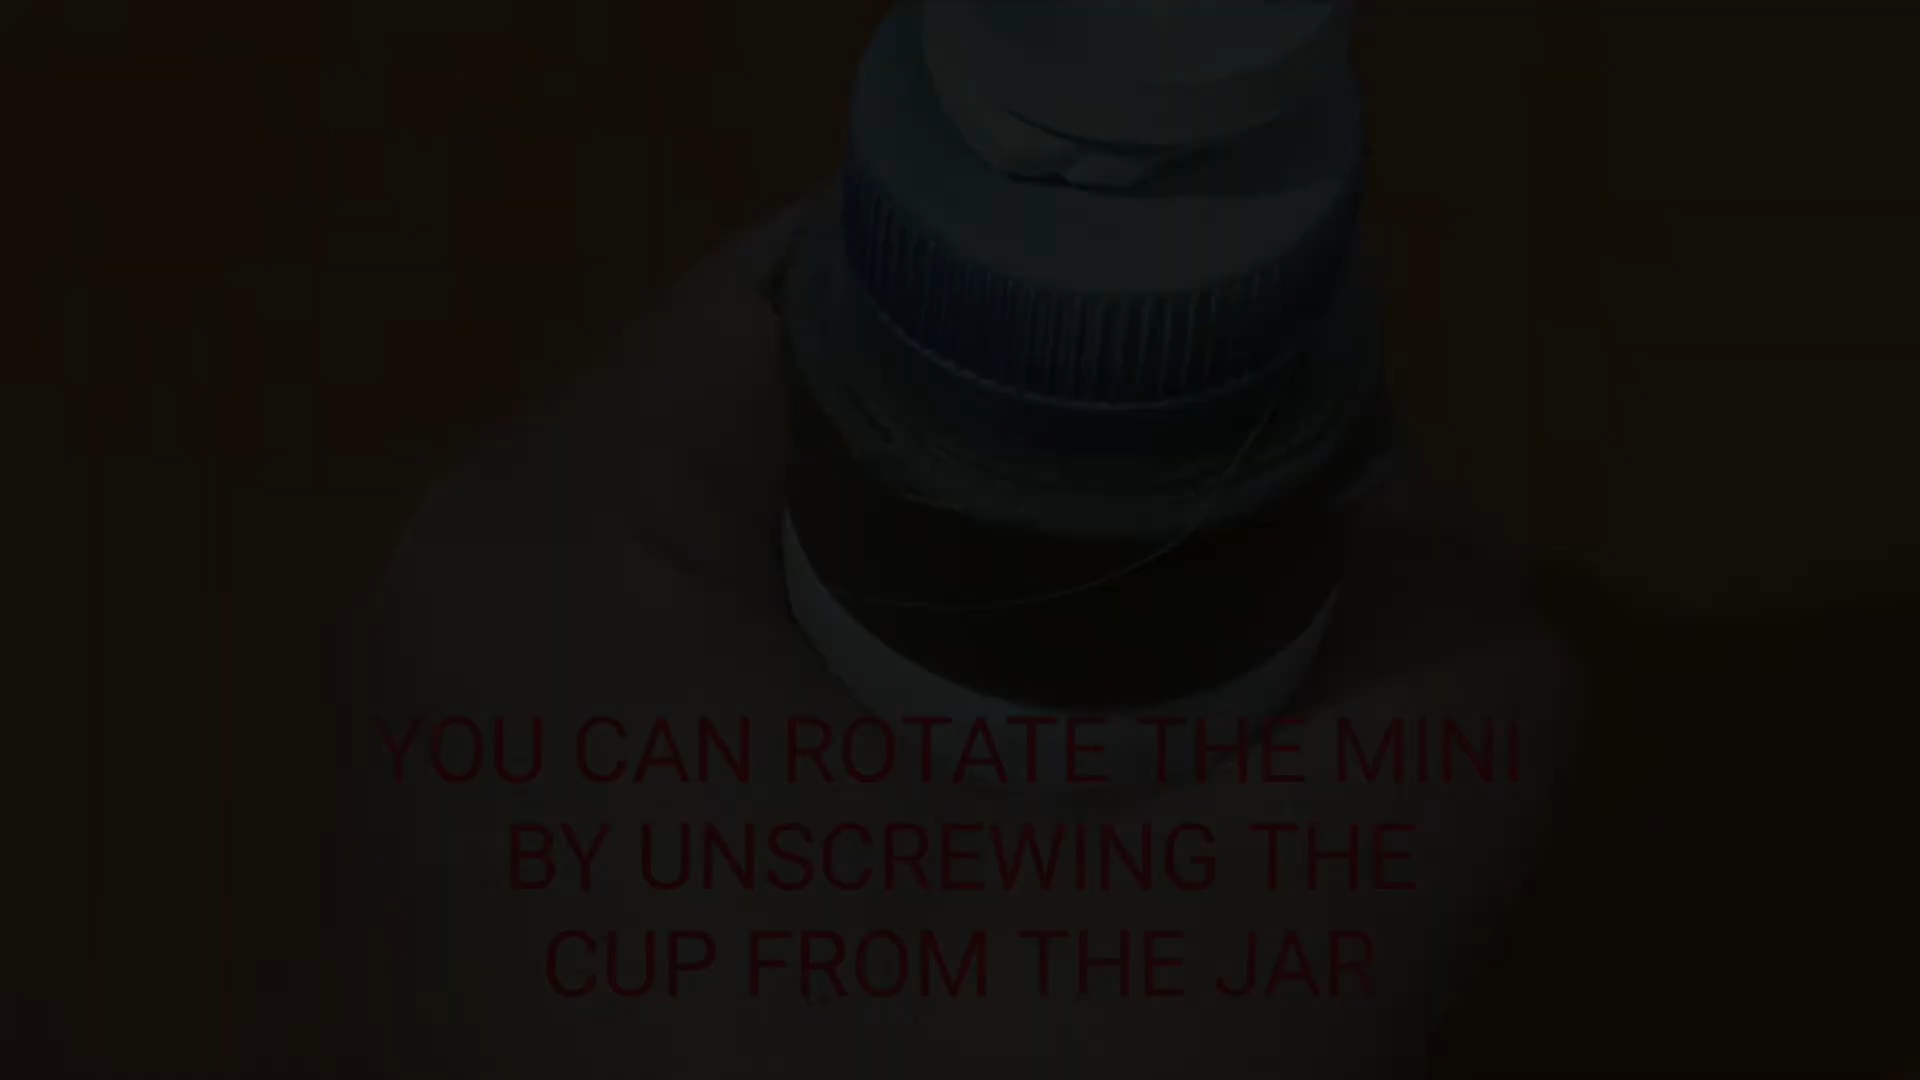 YOU CAN ROTATE THE MINI
BY UNSCREWING THE
CUP FROM THE JAR